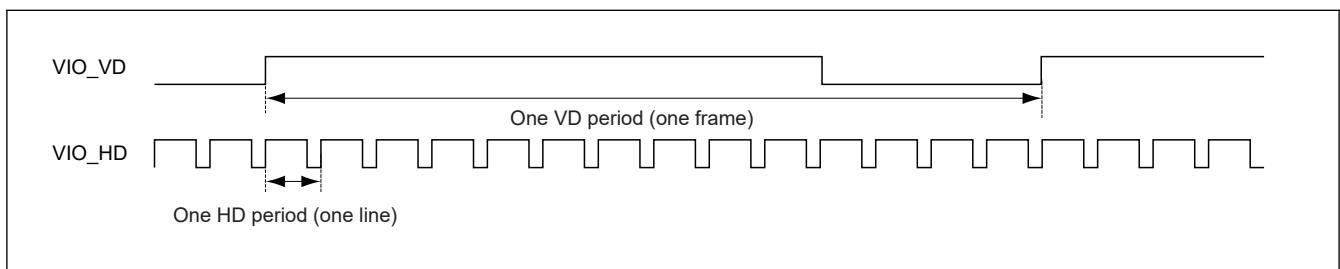 VIO_VD
One VD period (one frame)
VIO_HD
One HD period (one line)